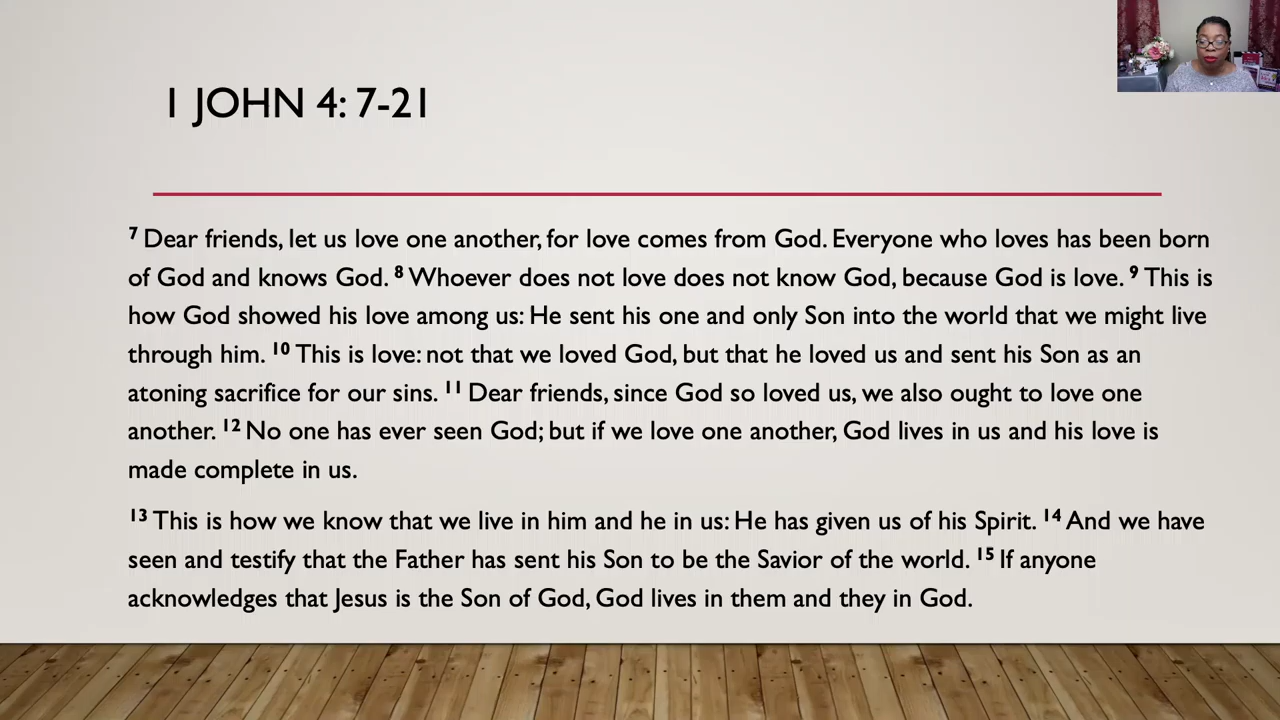 1 JOHN 4: 7-21
7 Dear friends, let us love one another, for love comes from God. Everyone who loves has been born
of God and knows God. 8 Whoever does not love does not know God, because God is love. 9 This is
how God showed his love among us: He sent his one and only Son into the world that we might live
through him. 10 This is love: not that we loved God, but that he loved us and sent his Son as an
atoning sacrifice for our sins. 11 Dear friends, since God so loved us, we also ought to love one
another. 12 No one has ever seen God; but if we love one another, God lives in us and his love is
made complete in us.
13 This is how we know that we live in him and he in us: He has given us of his Spirit. 14 And we have
seen and testify that the Father has sent his Son to be the Savior of the world. 15 If anyone
acknowledges that Jesus is the Son of God, God lives in them and they in God.